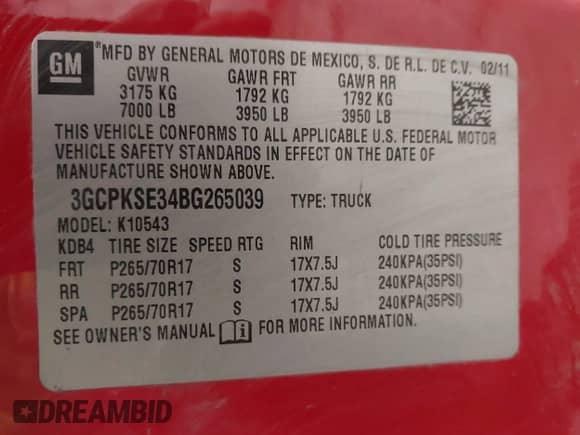 GM
*MFD BY GENERAL MOTORS DE MEXICO, S. DE R.L. DE C.V. 02/11
GVWR GAWR FRT GAWR RR
3175 KG 1792 KG 1792 KG
7000 LB 3950 LB 3950 LB
THIS VEHICLE CONFORMS TO ALL APPLICABLE U.S. FEDERAL MOTOR
VEHICLE SAFETY STANDARDS IN EFFECT ON THE DATE OF
MANUFACTURE SHOWN ABOVE.
3GCPKSE34BG265039 TYPE: TRUCK
MODEL: K10543
KDB4 TIRE SIZE SPEED RTG RIM COLD TIRE PRESSURE
FRT P265/70R17 S 17X7.5J 240KPA(35PSI)
RR P265/70R17 S 17X7.5J 240KPA(35PSI)
SPA P265/70R17 S 17X7.5J 240KPA(35PSI)
SEE OWNER'S MANUAL FOR MORE INFORMATION.
DREAMBID